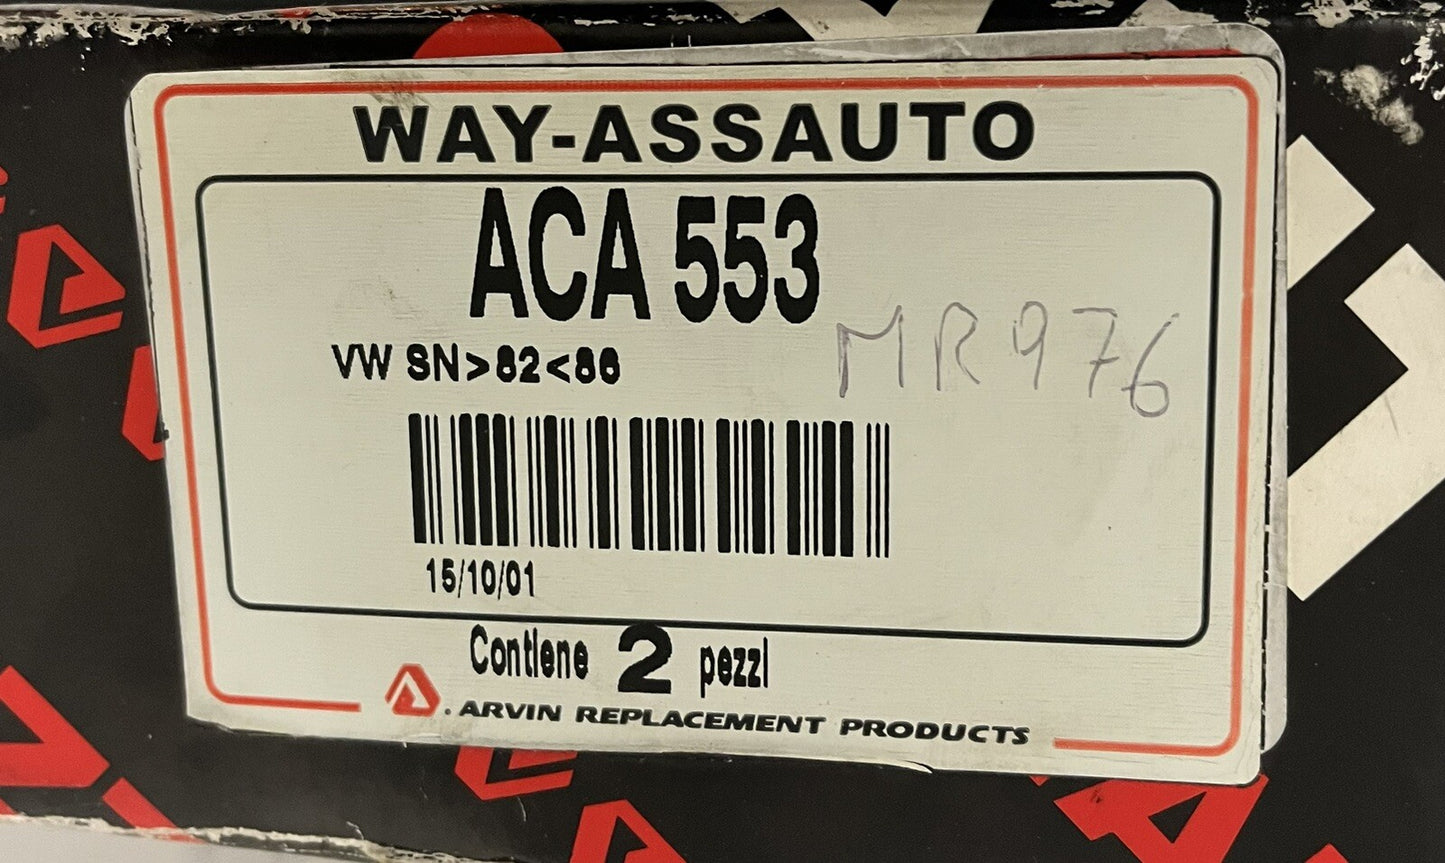 WAY-ASSAUTO
ACA 553
VW SN>82<86
MR976
15/10/01
Contiene 2 pezzi
. ARVIN REPLACEMENT PRODUCTS